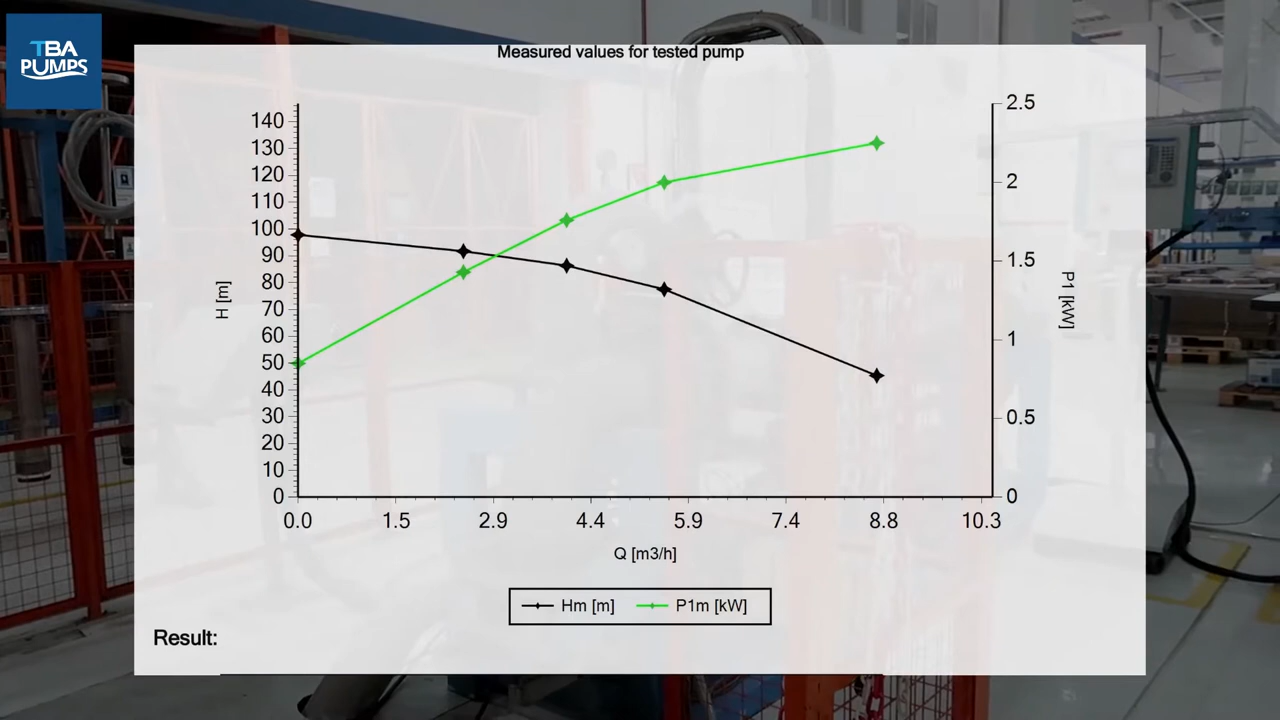 TBA
PUMPS
Measured values for tested pump
140
130
120
110
100
90
80
70
60
50
40
30
20
10
0
H [m]
2.5
2
1.5
1
0.5
0
P1 [kW]
0.0 1.5 2.9 4.4 5.9 7.4 8.8 10.3
Q [m3/h]
Hm [m] P1m [kW]
Result: